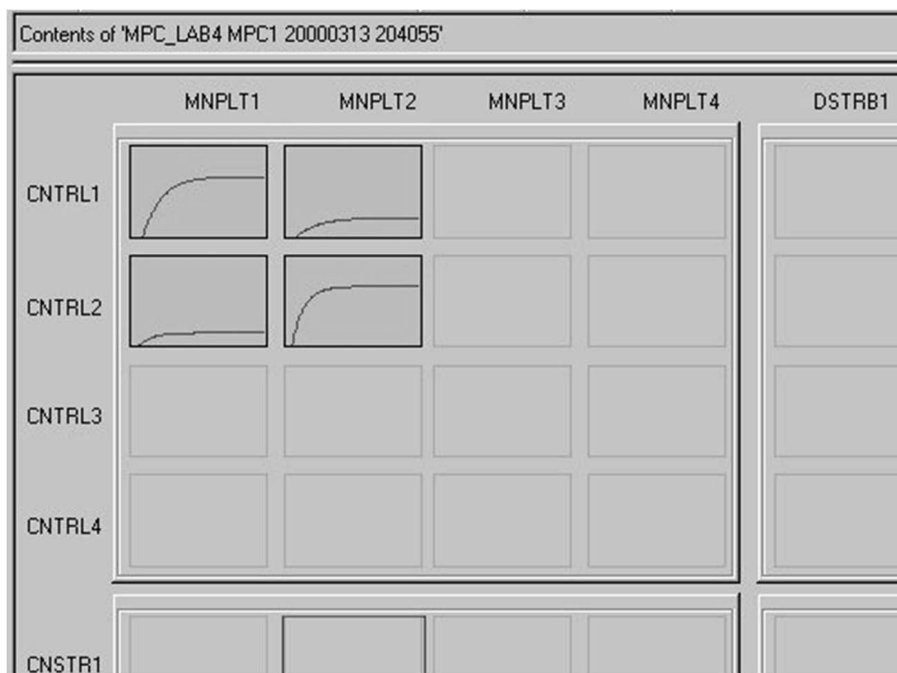 Contents of 'MPC_LAB4 MPC1 20000313 204055'
MNPLT1 MNPLT2 MNPLT3 MNPLT4 DSTRB1
CNTRL1
CNTRL2
CNTRL3
CNTRL4
CNSTR1